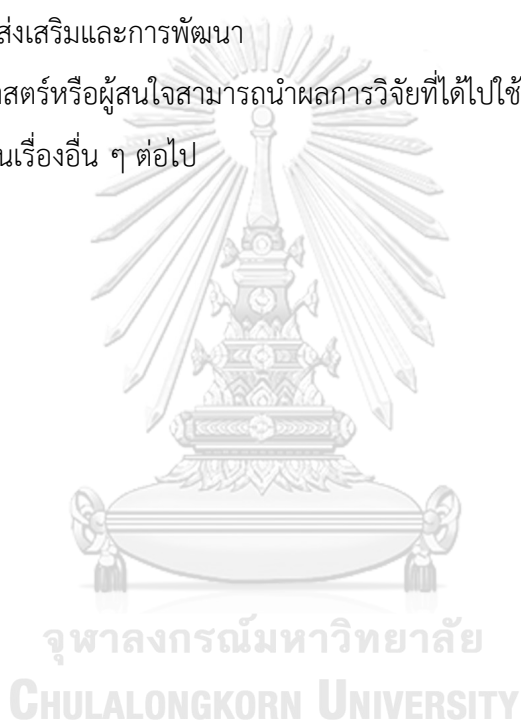 ส่งเสริมและการพัฒนา
าสตร์หรือผู้สนใจสามารถนำผลการวิจัยที่ได้ไปใช้
นเรื่องอื่น ๆ ต่อไป
จุฬาลงกรณ์มหาวิทยาลัย
CHULALONGKORN UNIVERSITY